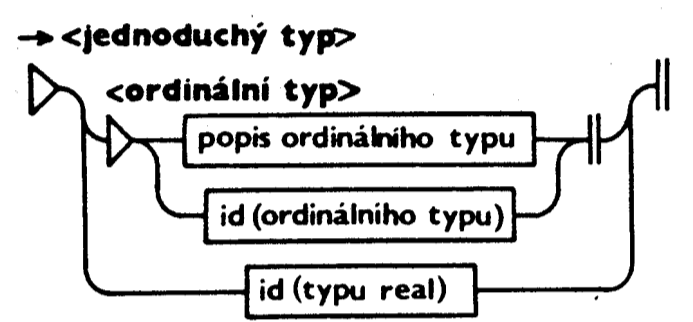 → <jednoduchý typ>
<ordinální typ>
popis ordinálního typu
id (ordinálního typu)
id (typu real)